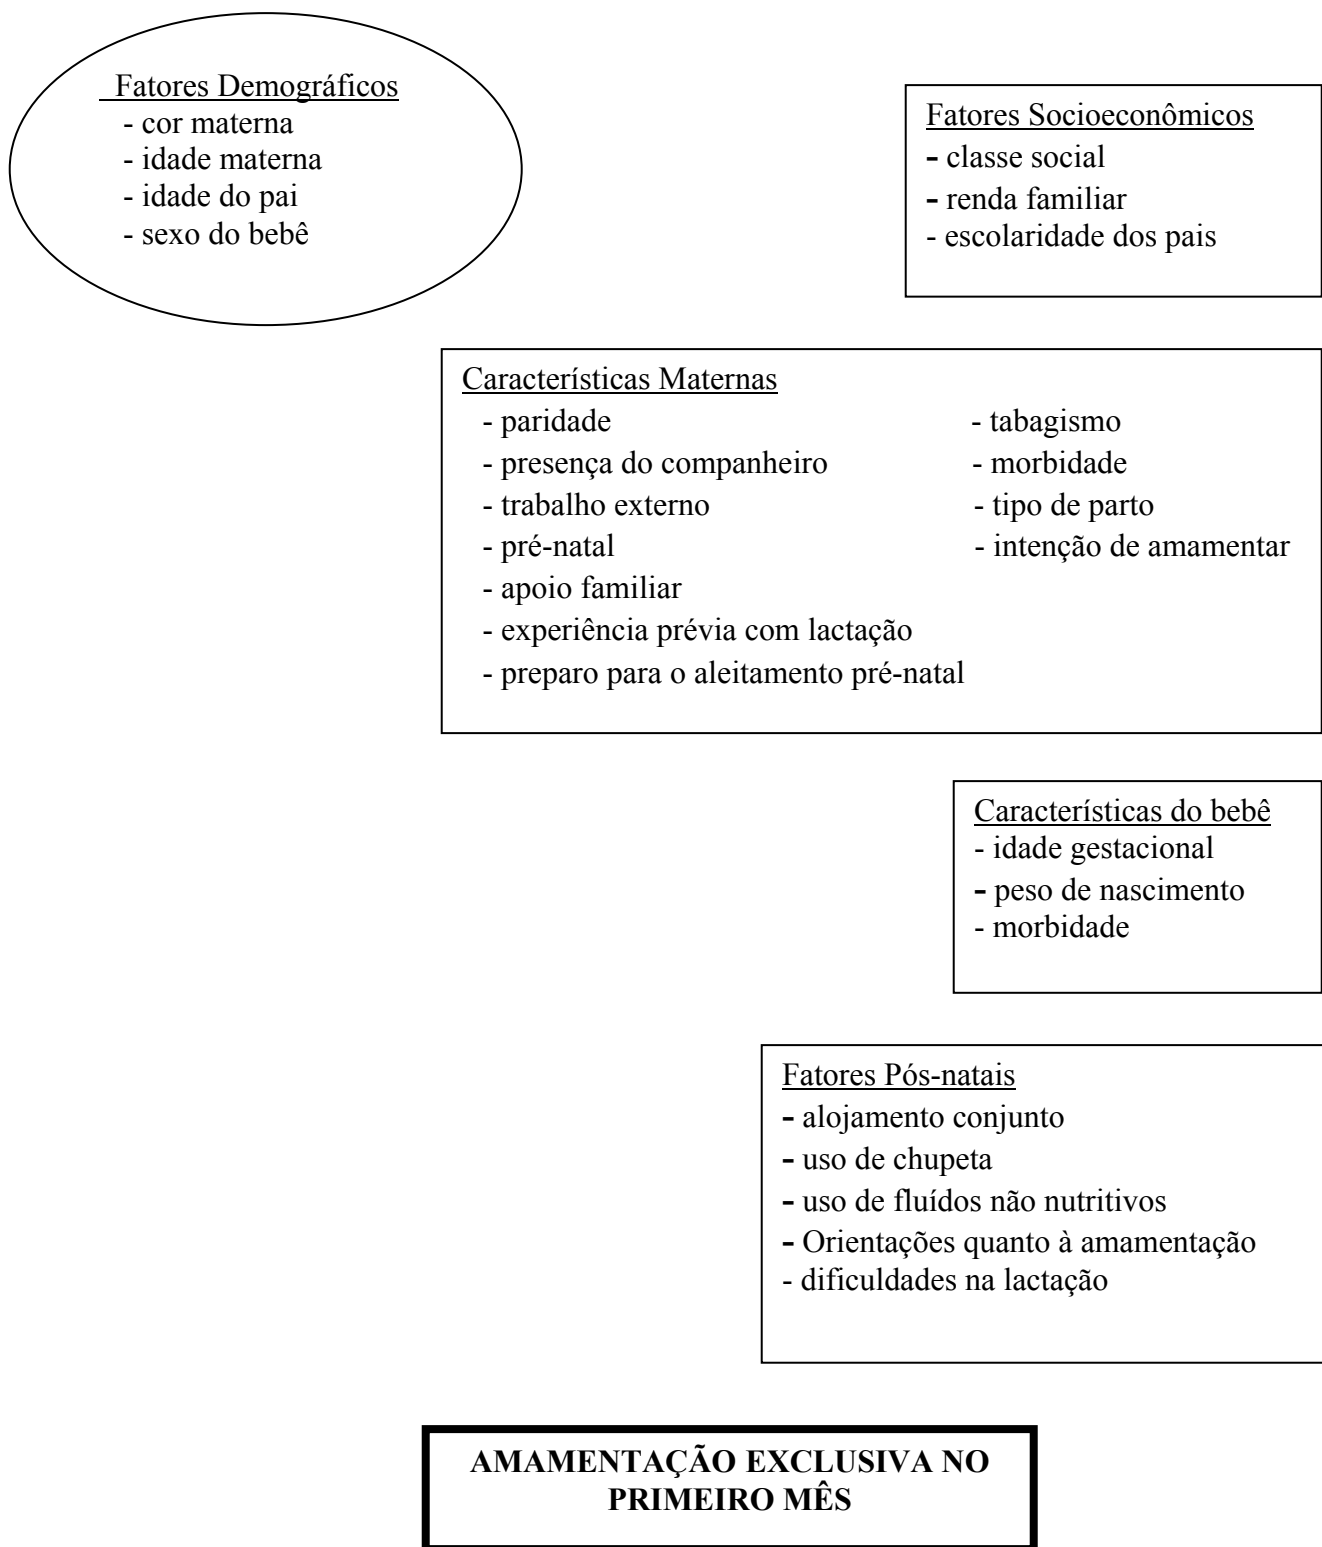 Fatores Demográficos
- cor materna
- idade materna
- idade do pai
- sexo do bebê
Fatores Socioeconômicos
- classe social
- renda familiar
- escolaridade dos pais
Características Maternas
- paridade
- presença do companheiro
- trabalho externo
- pré-natal
- apoio familiar
- experiência prévia com lactação
- preparo para o aleitamento pré-natal
- tabagismo
- morbidade
- tipo de parto
- intenção de amamentar
Características do bebê
- idade gestacional
- peso de nascimento
- morbidade
Fatores Pós-natais
- alojamento conjunto
- uso de chupeta
- uso de fluídos não nutritivos
- Orientações quanto à amamentação
- dificuldades na lactação
AMAMENTAÇÃO EXCLUSIVA NO
PRIMEIRO MÊS